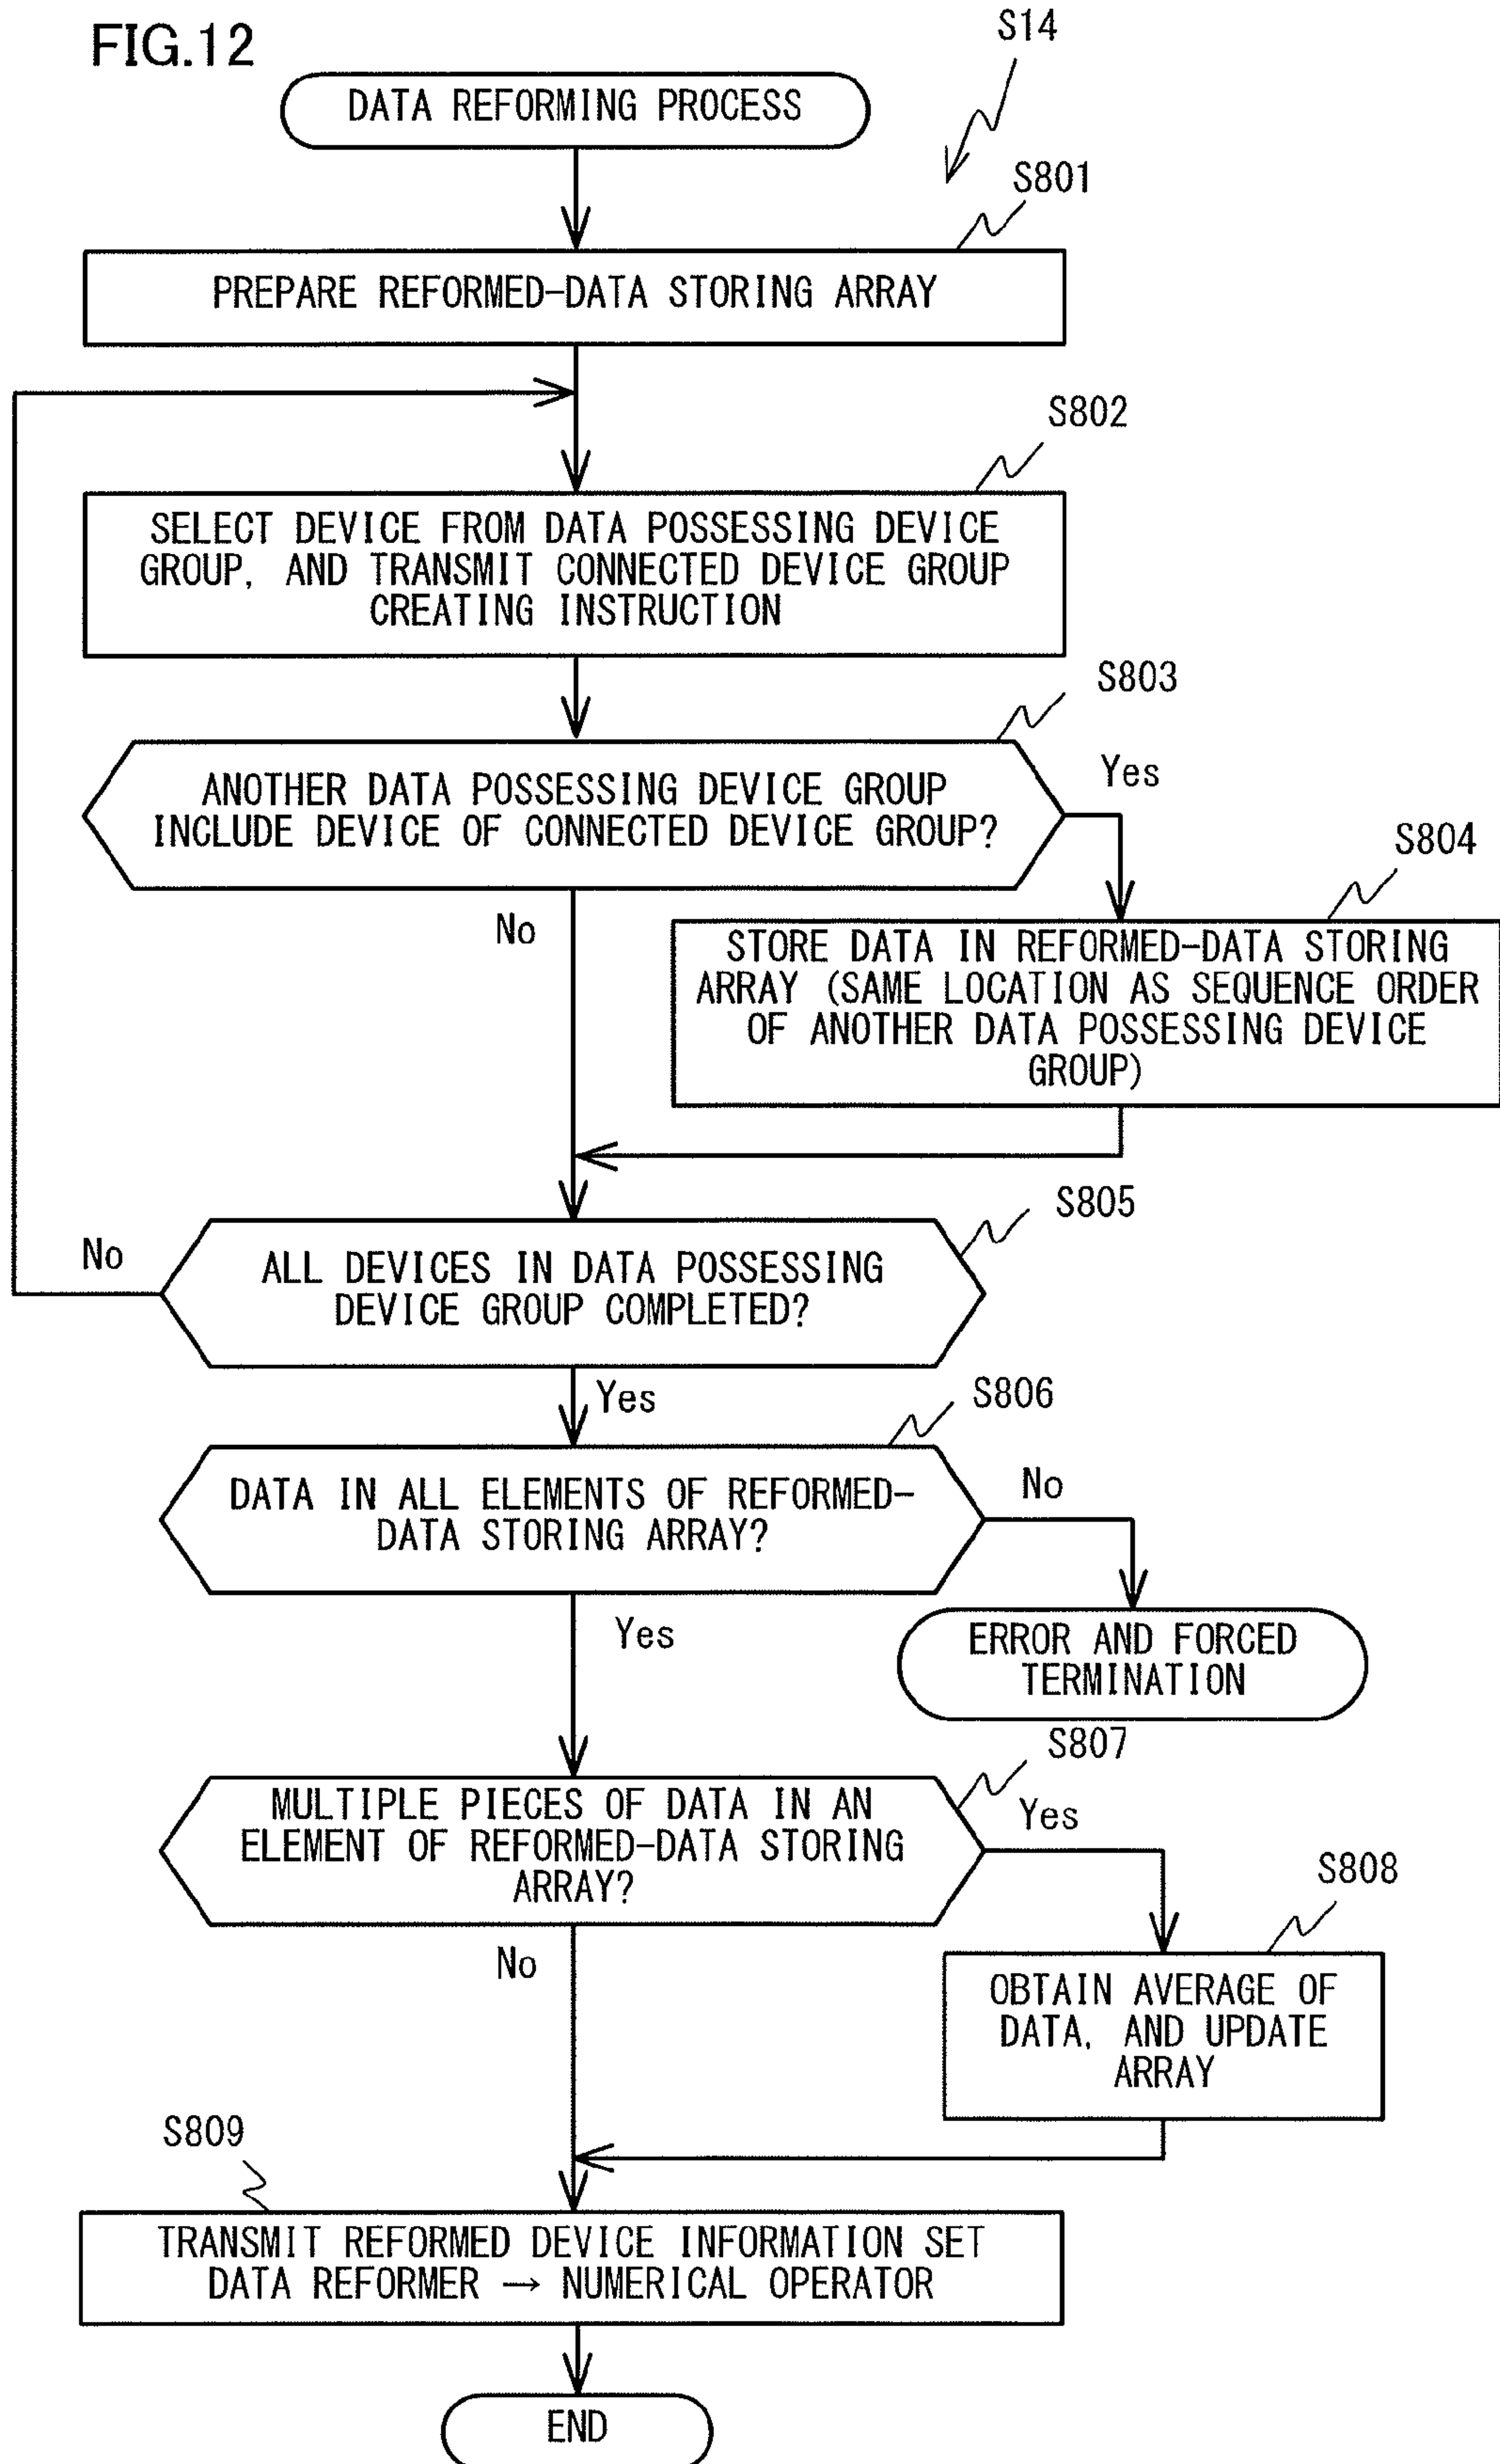 FIG.12
S14
DATA REFORMING PROCESS
S801
PREPARE REFORMED-DATA STORING ARRAY
S802
SELECT DEVICE FROM DATA POSSESSING DEVICE
GROUP, AND TRANSMIT CONNECTED DEVICE GROUP
CREATING INSTRUCTION
S803
ANOTHER DATA POSSESSING DEVICE GROUP
INCLUDE DEVICE OF CONNECTED DEVICE GROUP?
Yes
No
S804
STORE DATA IN REFORMED-DATA STORING
ARRAY (SAME LOCATION AS SEQUENCE ORDER
OF ANOTHER DATA POSSESSING DEVICE
GROUP)
S805
No
ALL DEVICES IN DATA POSSESSING
DEVICE GROUP COMPLETED?
Yes
S806
DATA IN ALL ELEMENTS OF REFORMED-
DATA STORING ARRAY?
No
Yes
ERROR AND FORCED
TERMINATION
S807
MULTIPLE PIECES OF DATA IN AN
ELEMENT OF REFORMED-DATA STORING
ARRAY?
Yes
No
S808
OBTAIN AVERAGE OF
DATA, AND UPDATE
ARRAY
S809
TRANSMIT REFORMED DEVICE INFORMATION SET
DATA REFORMER → NUMERICAL OPERATOR
END